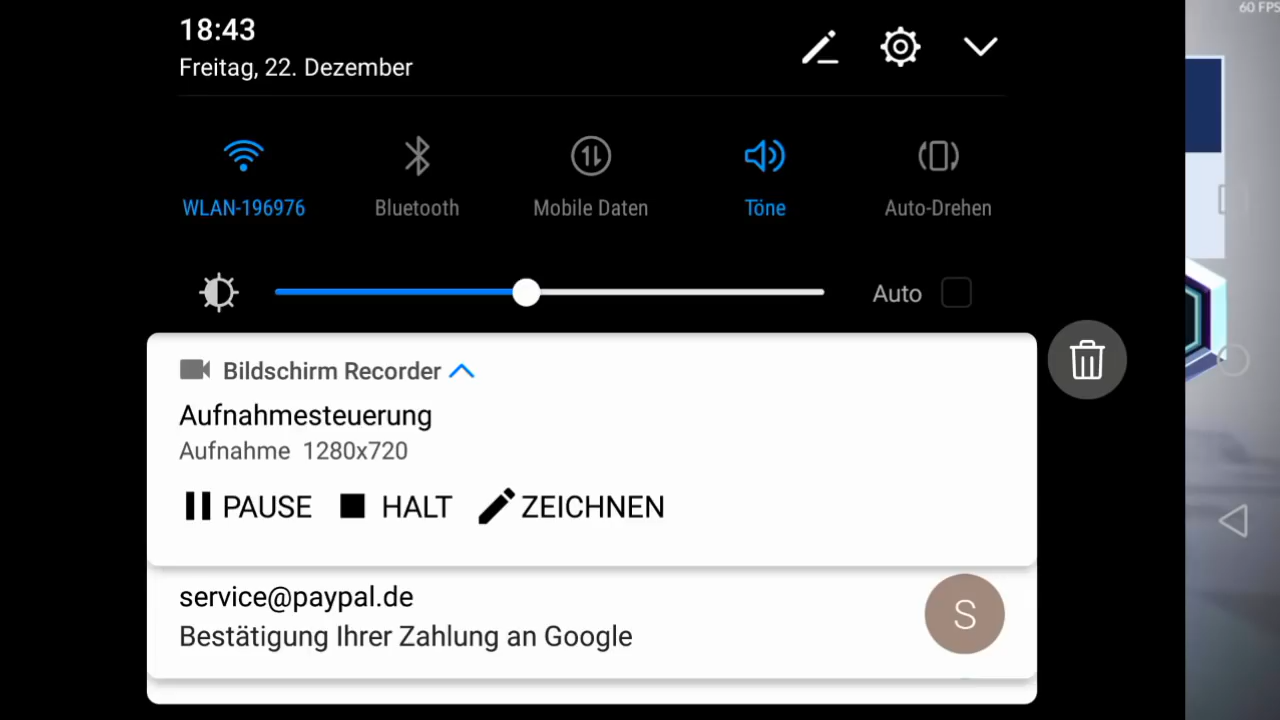 60 FPS
18:43
Freitag, 22. Dezember
WLAN-196976
Bluetooth
Mobile Daten
Töne
Auto-Drehen
Auto
Bildschirm Recorder
Aufnahmesteuerung
Aufnahme 1280x720
PAUSE HALT ZEICHNEN
service@paypal.de
S
Bestätigung Ihrer Zahlung an Google